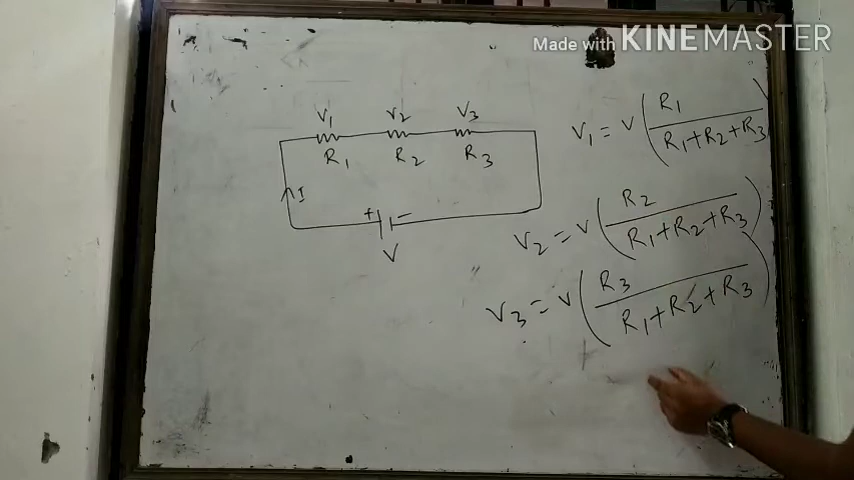 Made with KINEMASTER
V1 V2 V3
R1 R2 R3
I
+ -
V
V1 = V (R1 / R1+R2+R3)
V2 = V (R2 / R1+R2+R3)
V3 = V (R3 / R1+R2+R3)